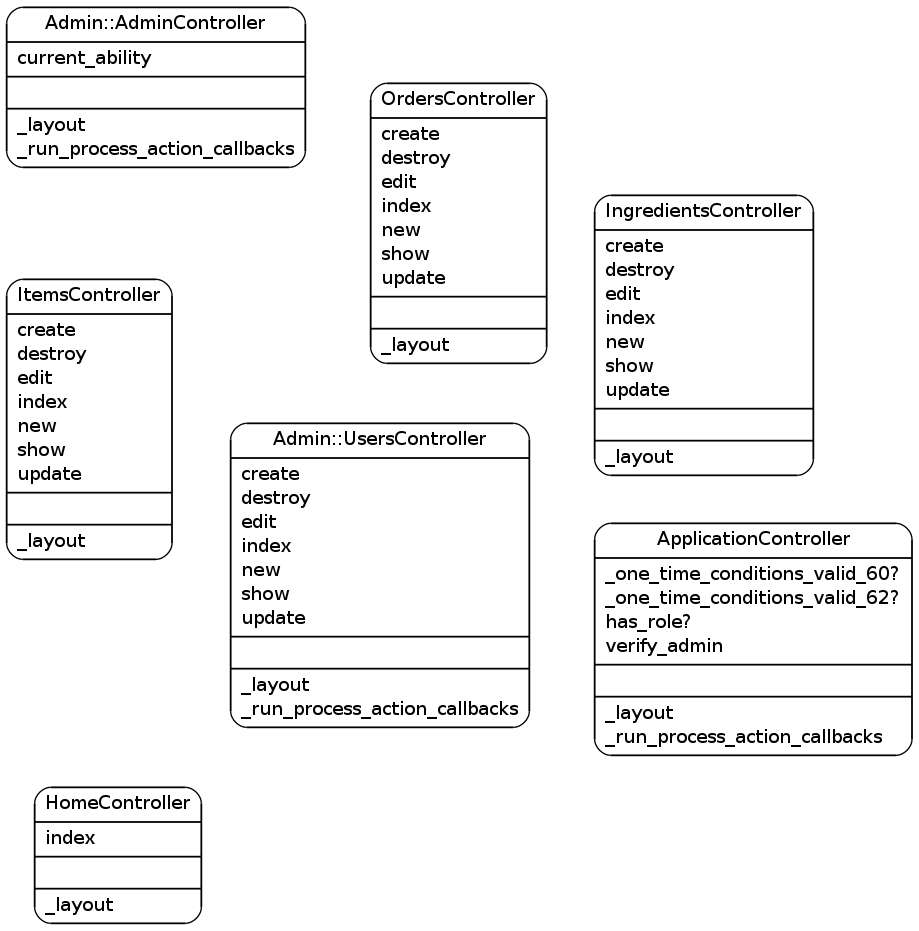 Admin::AdminController
current_ability
_layout
_run_process_action_callbacks
OrdersController
create
destroy
edit
index
new
show
update
_layout
IngredientsController
create
destroy
edit
index
new
show
update
_layout
ItemsController
create
destroy
edit
index
new
show
update
_layout
Admin::UsersController
create
destroy
edit
index
new
show
update
_layout
_run_process_action_callbacks
ApplicationController
_one_time_conditions_valid_60?
_one_time_conditions_valid_62?
has_role?
verify_admin
_layout
_run_process_action_callbacks
HomeController
index
_layout